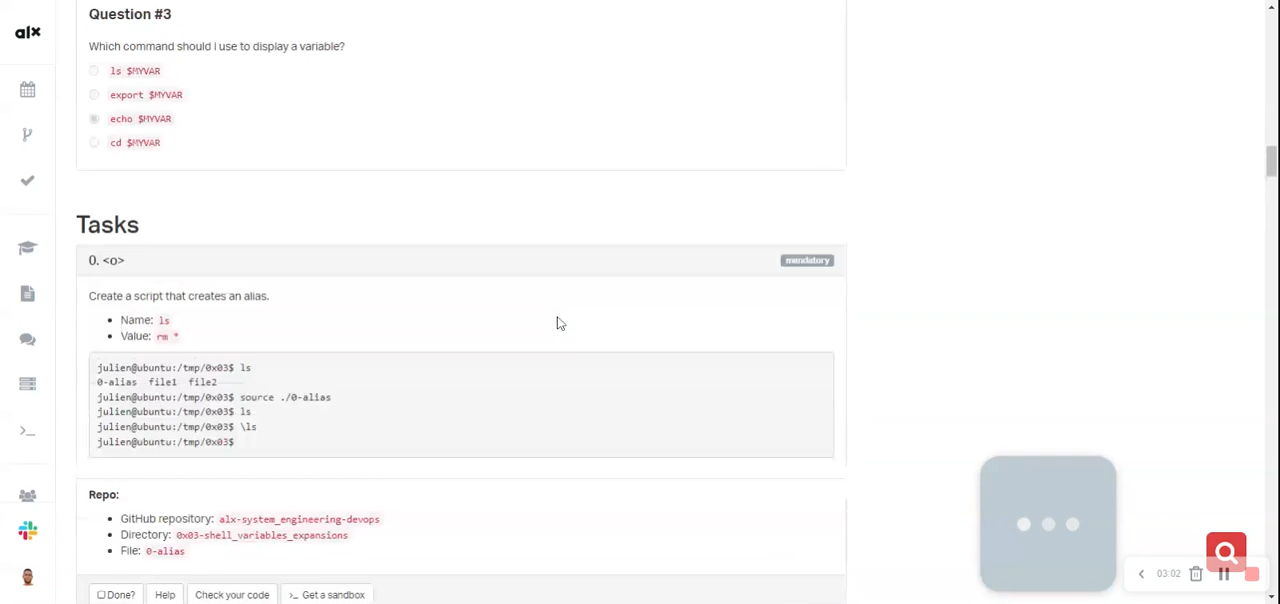 alx
Question #3
Which command should I use to display a variable?
ls $MYVAR
export $MYVAR
echo $MYVAR
cd $MYVAR
Tasks
0. <o>
mandatory
Create a script that creates an alias.
Name: ls
Value: rm *
julien@ubuntu:/tmp/0x03$ ls
0-alias  file1  file2
julien@ubuntu:/tmp/0x03$ source ./0-alias
julien@ubuntu:/tmp/0x03$ ls
julien@ubuntu:/tmp/0x03$ \ls
julien@ubuntu:/tmp/0x03$
Repo:
GitHub repository: alx-system_engineering-devops
Directory: 0x03-shell_variables_expansions
File: 0-alias
Done?
Help
Check your code
>_ Get a sandbox
03:02